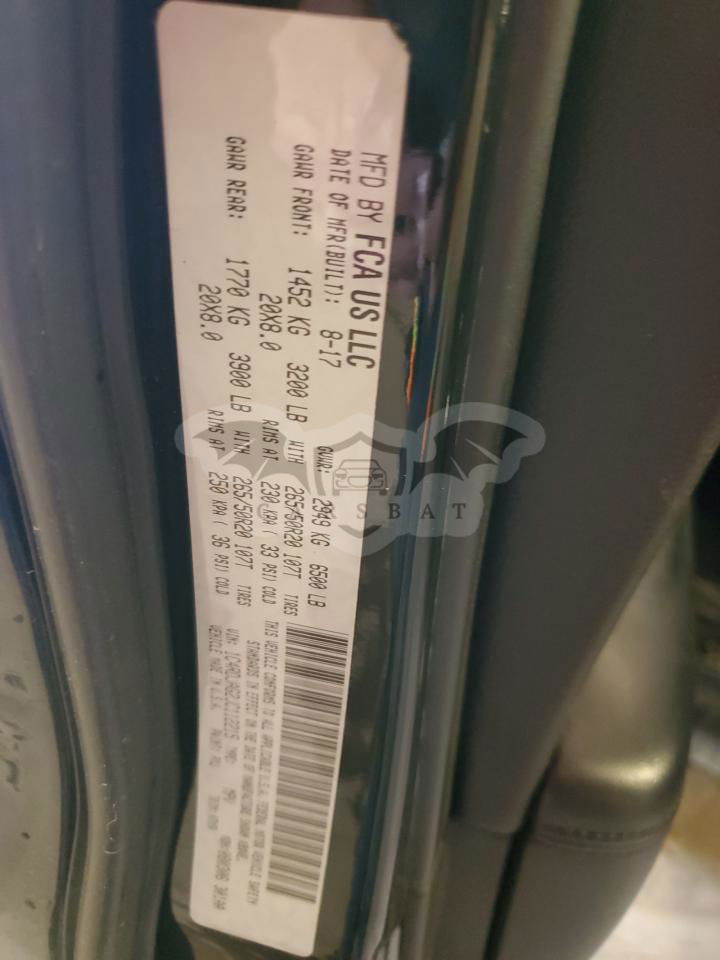 MFD BY FCA US LLC
DATE OF MFR(BUILT): 8-17 GVWR: 2949 KG 6500 LB
GAWR FRONT: 1452 KG 3200 LB WITH 265/50R20 107T TIRES
20X8.0 RIMS AT 230 KPA ( 33 PSI) COLD
GAWR REAR: 1770 KG 3900 LB WITH 265/50R20 107T TIRES
20X8.0 RIMS AT 250 KPA ( 36 PSI) COLD
THIS VEHICLE CONFORMS TO ALL APPLICABLE U.S.A. FEDERAL MOTOR VEHICLE SAFETY
STANDARDS IN EFFECT ON THE DATE OF MANUFACTURE SHOWN ABOVE.
VIN: TYPE: MPV
VEHICLE MADE IN U.S.A. PAINT:
SBAT